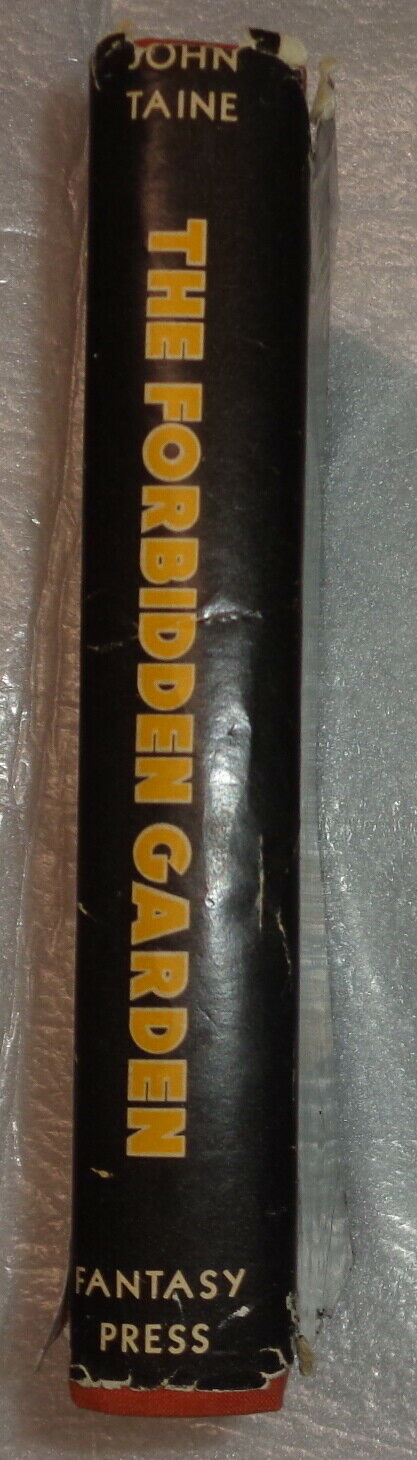 JOHN
TAINE
THE FORBIDDEN GARDEN
FANTASY
PRESS